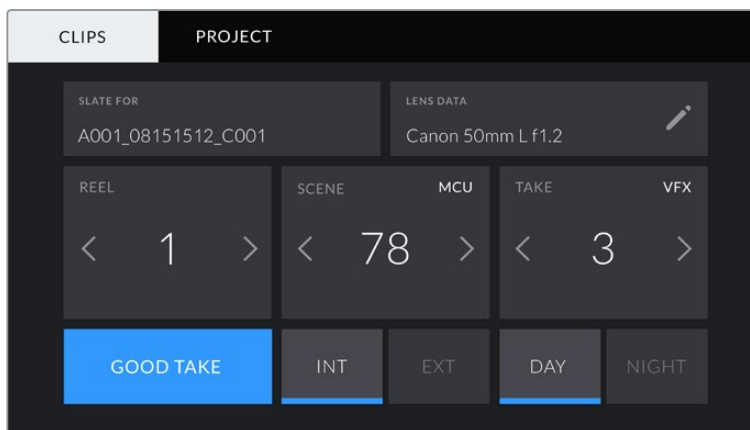 CLIPS PROJECT
SLATE FOR
A001_08151512_C001
LENS DATA
Canon 50mm L f1.2
REEL
1
SCENE MCU
78
TAKE VFX
3
GOOD TAKE
INT EXT
DAY NIGHT